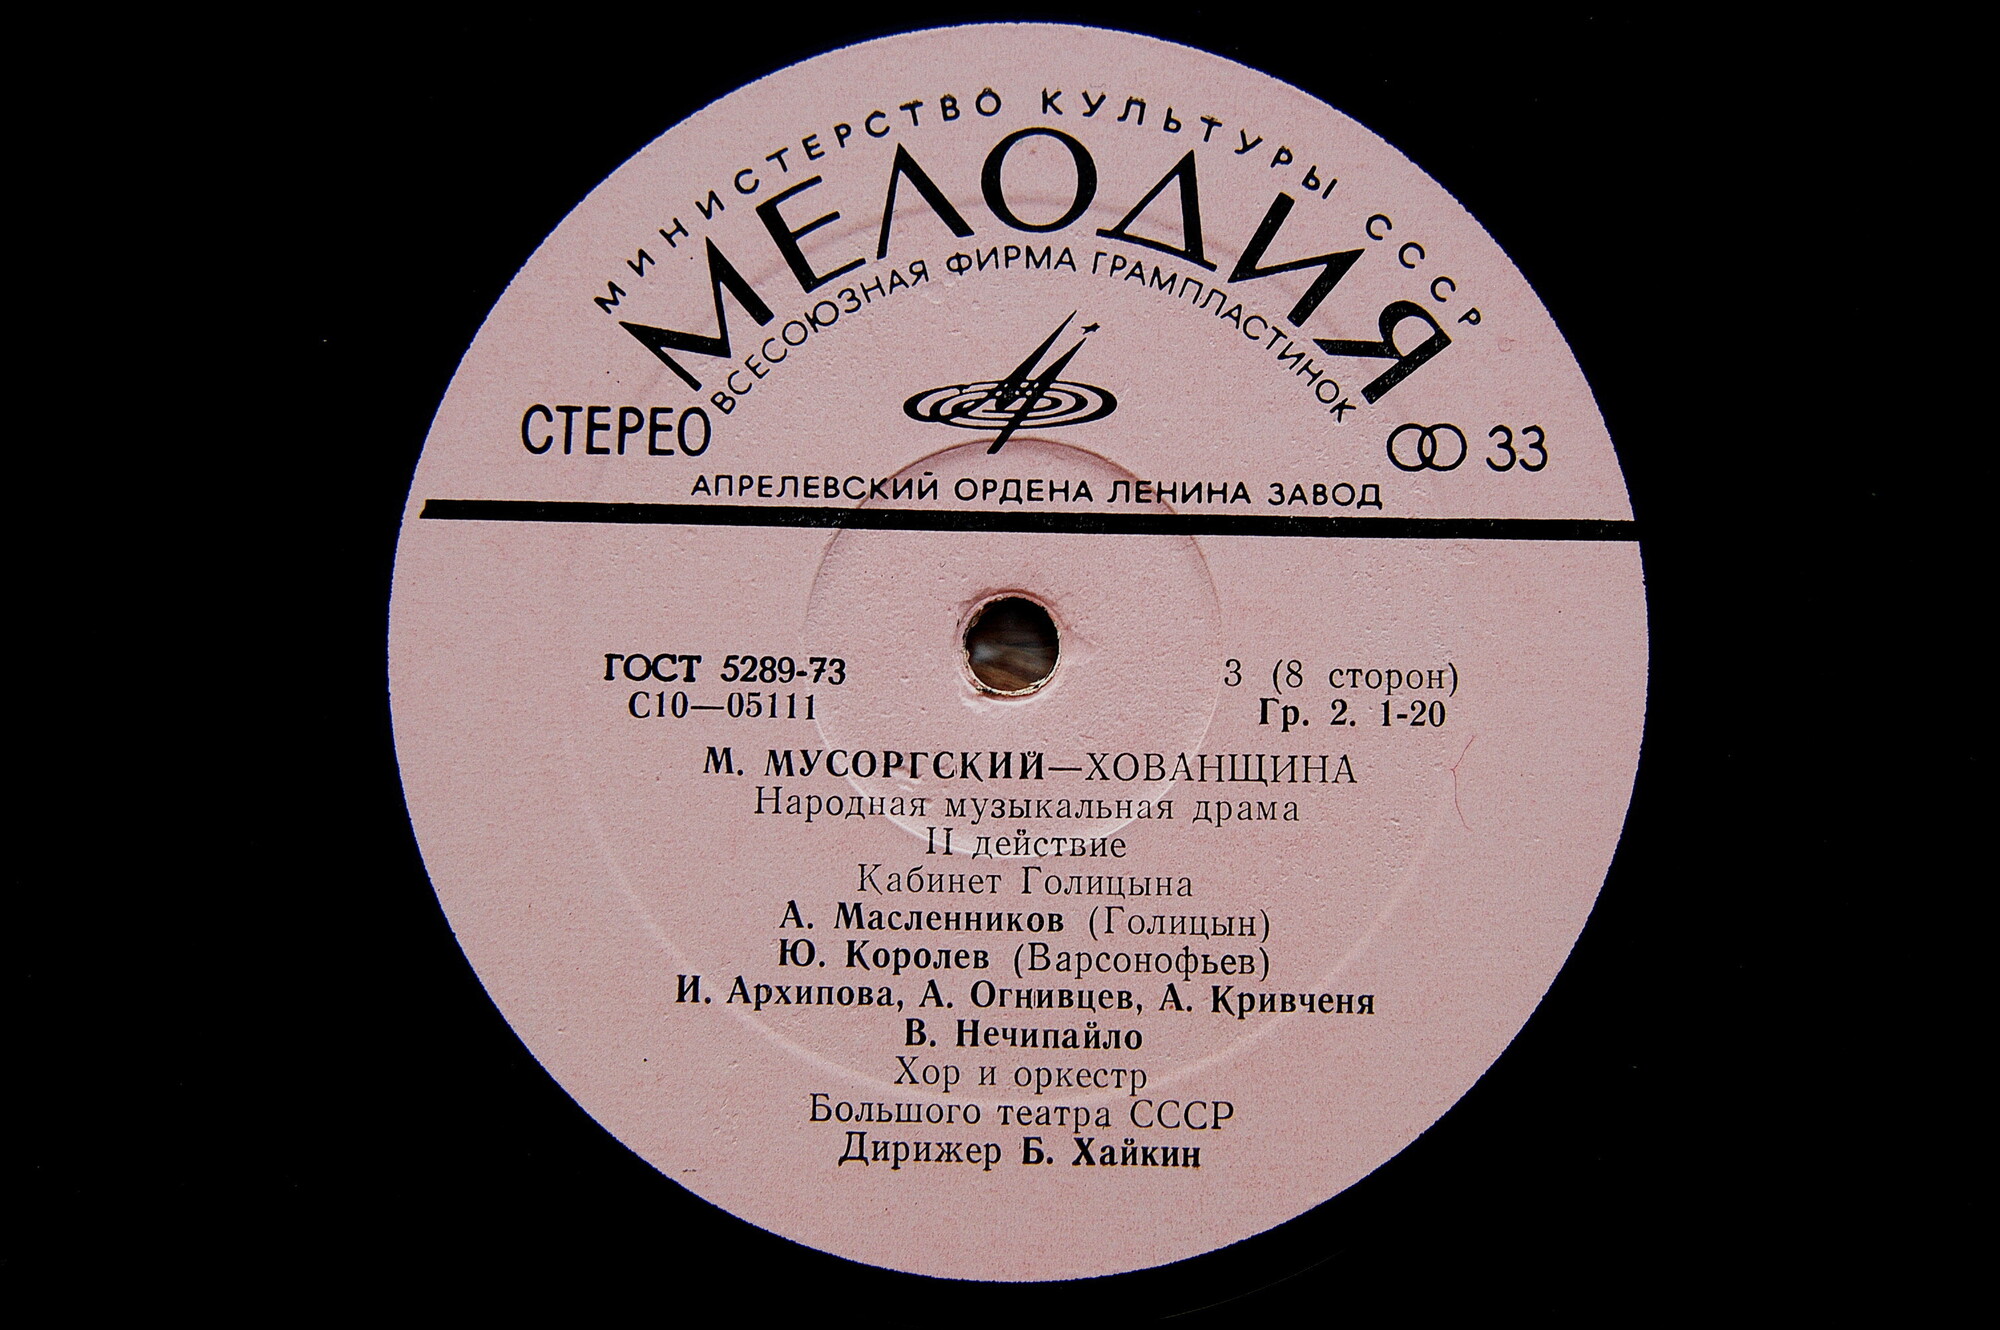 МИНИСТЕРСТВО КУЛЬТУРЫ СССР
МЕЛОДИЯ
ВСЕСОЮЗНАЯ ФИРМА ГРАМПЛАСТИНОК
СТЕРЕО
33
АПРЕЛЕВСКИЙ ОРДЕНА ЛЕНИНА ЗАВОД
ГОСТ 5289-73
3 (8 сторон)
С10—05111
Гр. 2. 1-20
М. МУСОРГСКИЙ—ХОВАНЩИНА
Народная музыкальная драма
II действие
Кабинет Голицына
А. Масленников (Голицын)
Ю. Королев (Варсонофьев)
И. Архипова, А. Огнивцев, А. Кривченя
В. Нечипайло
Хор и оркестр
Большого театра СССР
Дирижер Б. Хайкин